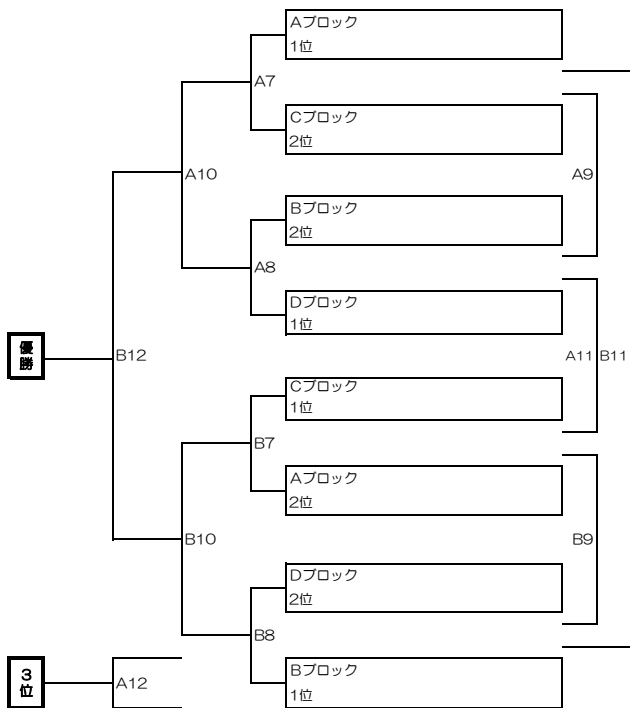 Aブロック
1位
A7
Cブロック
2位
A10
A9
Bブロック
2位
A8
Dブロック
1位
優勝
B12
A11
B11
Cブロック
1位
B7
Aブロック
2位
B10
B9
Dブロック
2位
B8
3位
A12
Bブロック
1位